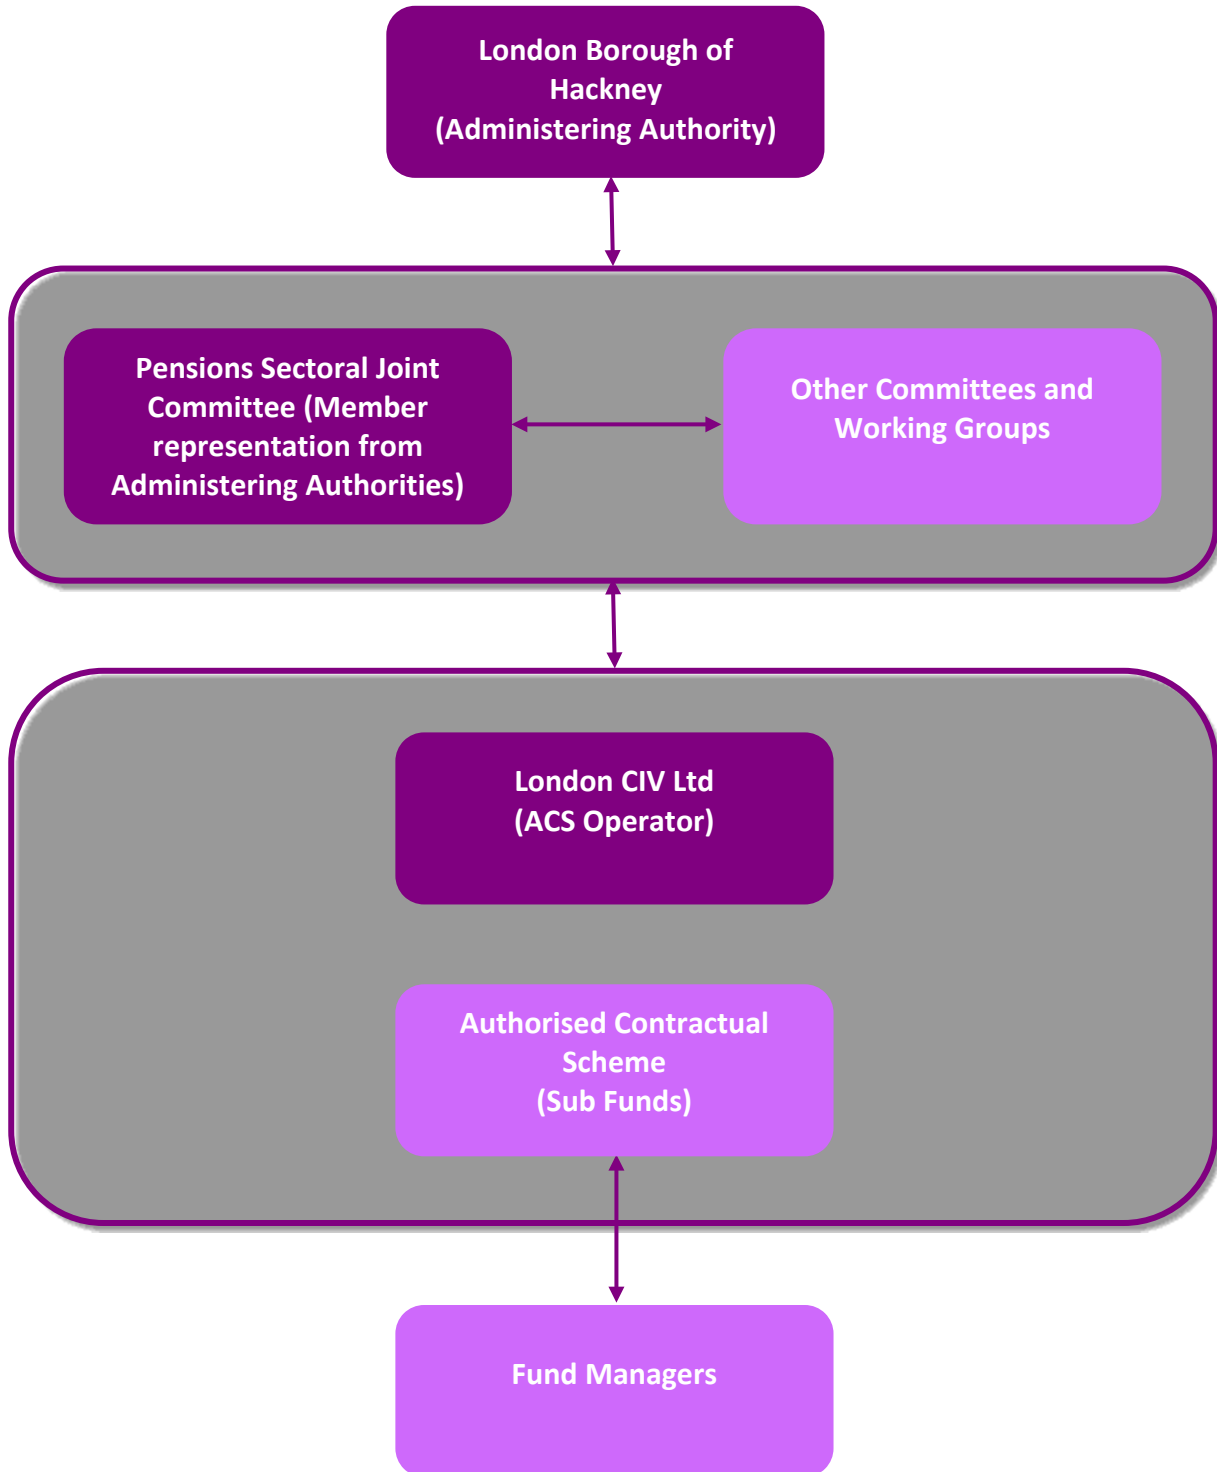 London Borough of
Hackney
(Administering Authority)
Pensions Sectoral Joint
Committee (Member
representation from
Administering Authorities)
Other Committees and
Working Groups
London CIV Ltd
(ACS Operator)
Authorised Contractual
Scheme
(Sub Funds)
Fund Managers